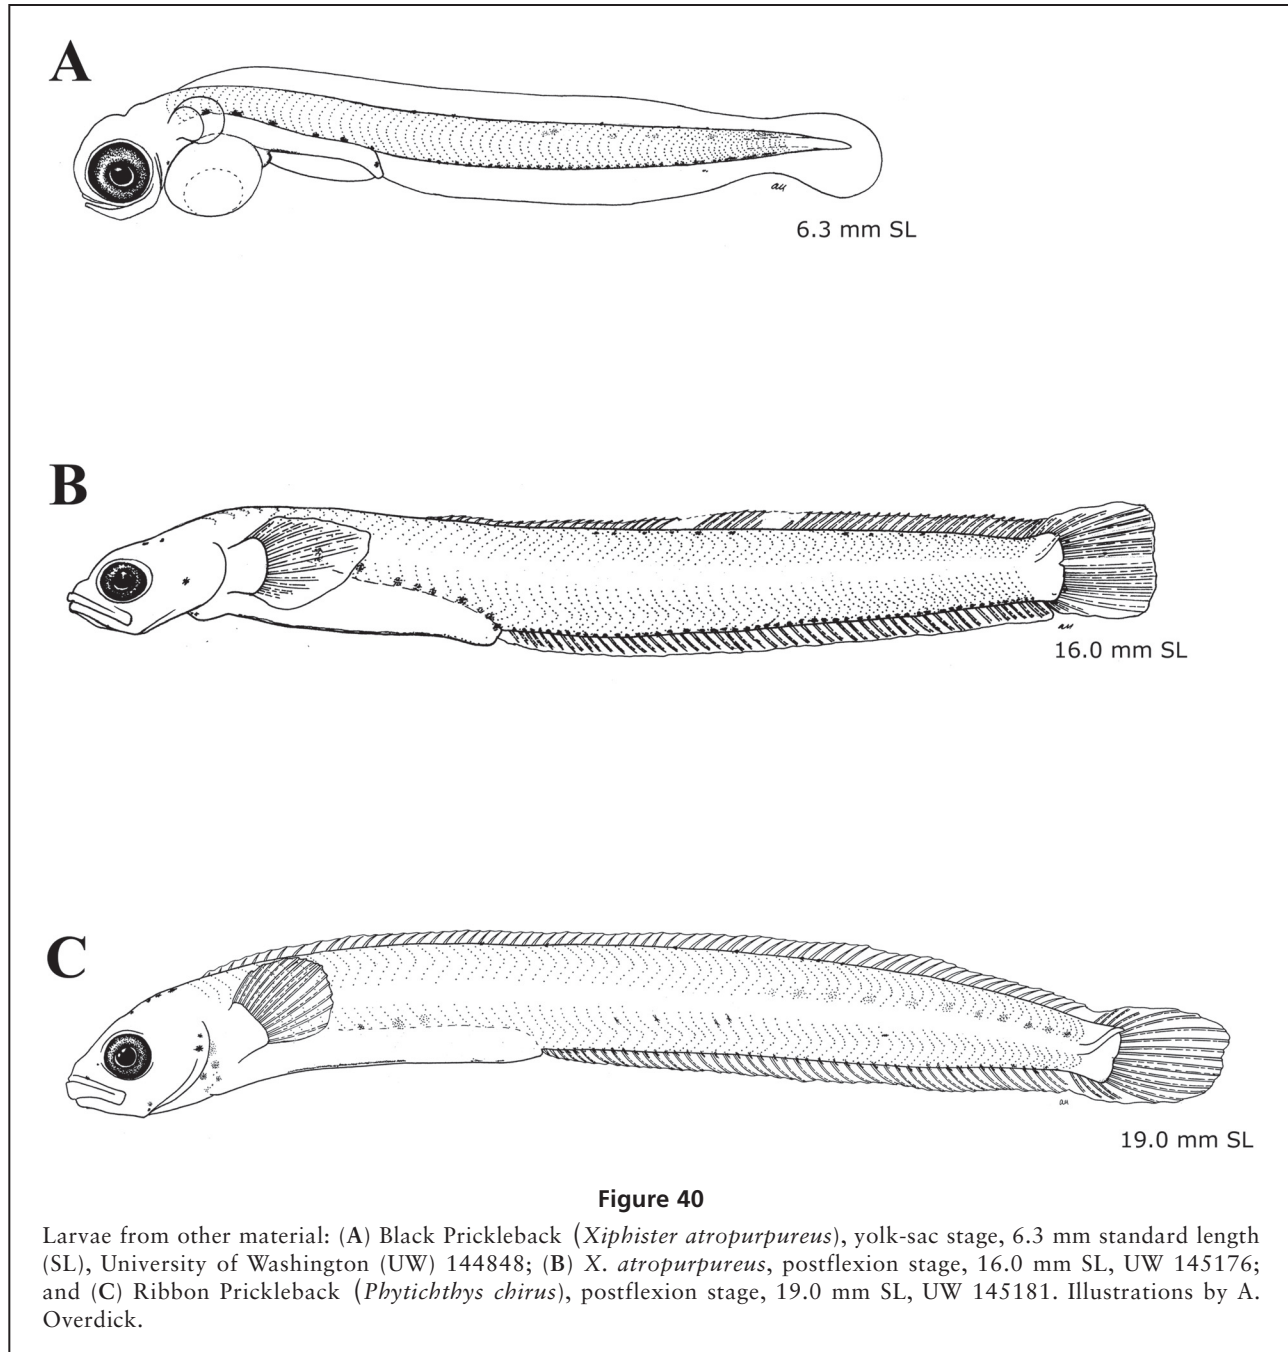 A
6.3 mm SL
B
16.0 mm SL
C
19.0 mm SL
Figure 40
Larvae from other material: (A) Black Prickleback (Xiphister atropurpureus), yolk-sac stage, 6.3 mm standard length
(SL), University of Washington (UW) 144848; (B) X. atropurpureus, postflexion stage, 16.0 mm SL, UW 145176;
and (C) Ribbon Prickleback (Phytichthys chirus), postflexion stage, 19.0 mm SL, UW 145181. Illustrations by A.
Overdick.